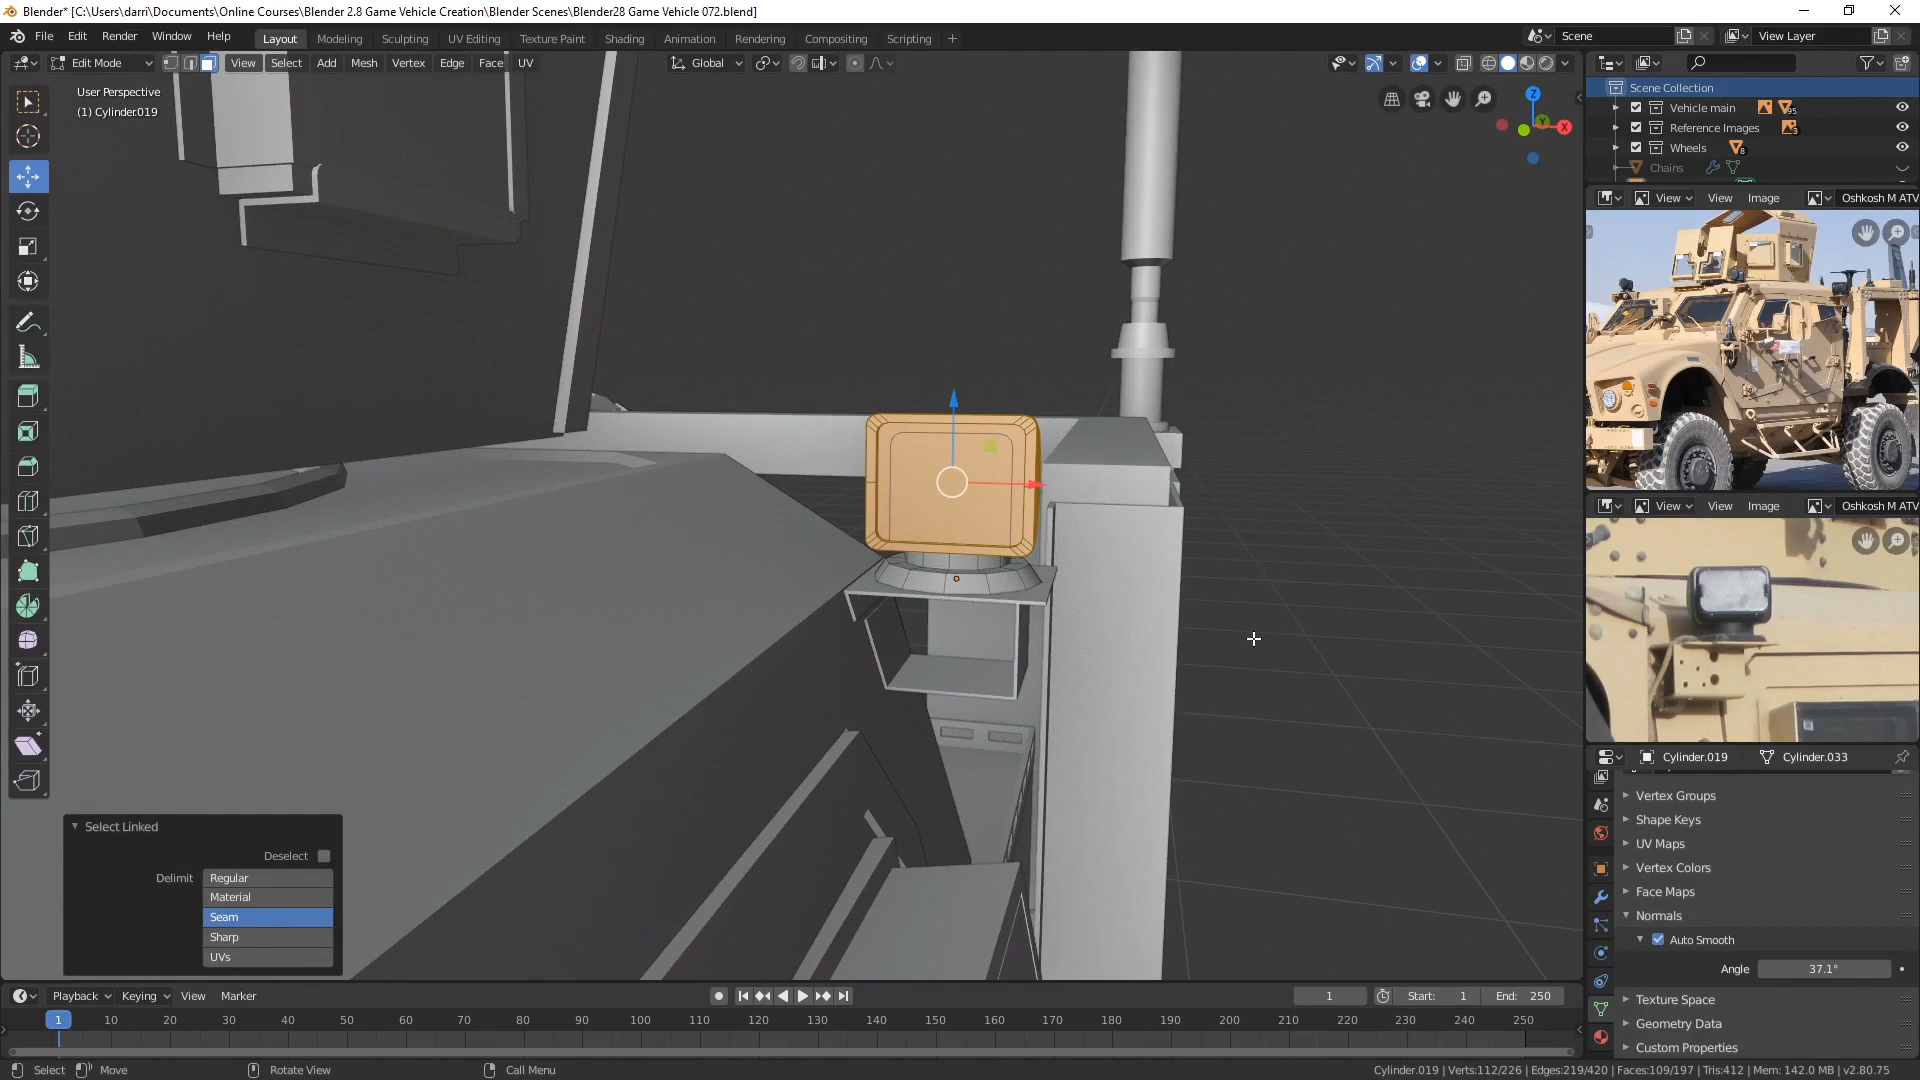 Blender* [C:\Users\darri\Documents\Online Courses\Blender 2.8 Game Vehicle Creation\Blender Scenes\Blender28 Game Vehicle 072.blend]
File Edit Render Window Help Layout Modeling Sculpting UV Editing Texture Paint Shading Animation Rendering Compositing Scripting + Scene View Layer
Edit Mode View Select Add Mesh Vertex Edge Face UV Global
User Perspective
(1) Cylinder.019
Z
Y
X
Scene Collection
Vehicle main 95
Reference Images 3
Wheels 8
Chains
View View Image Oshkosh M ATV
View View Image Oshkosh M ATV
Cylinder.019 Cylinder.033
Vertex Groups
Shape Keys
UV Maps
Vertex Colors
Face Maps
Normals
Auto Smooth
Angle 37.1°
Texture Space
Geometry Data
Custom Properties
Select Linked
Deselect
Delimit Regular
Material
Seam
Sharp
UVs
Playback Keying View Marker 1 Start: 1 End: 250
1 10 20 30 40 50 60 70 80 90 100 110 120 130 140 150 160 170 180 190 200 210 220 230 240 250
Select Move Rotate View Call Menu Cylinder.019 | Verts:112/226 | Edges:219/420 | Faces:109/197 | Tris:412 | Mem: 142.0 MB | v2.80.75